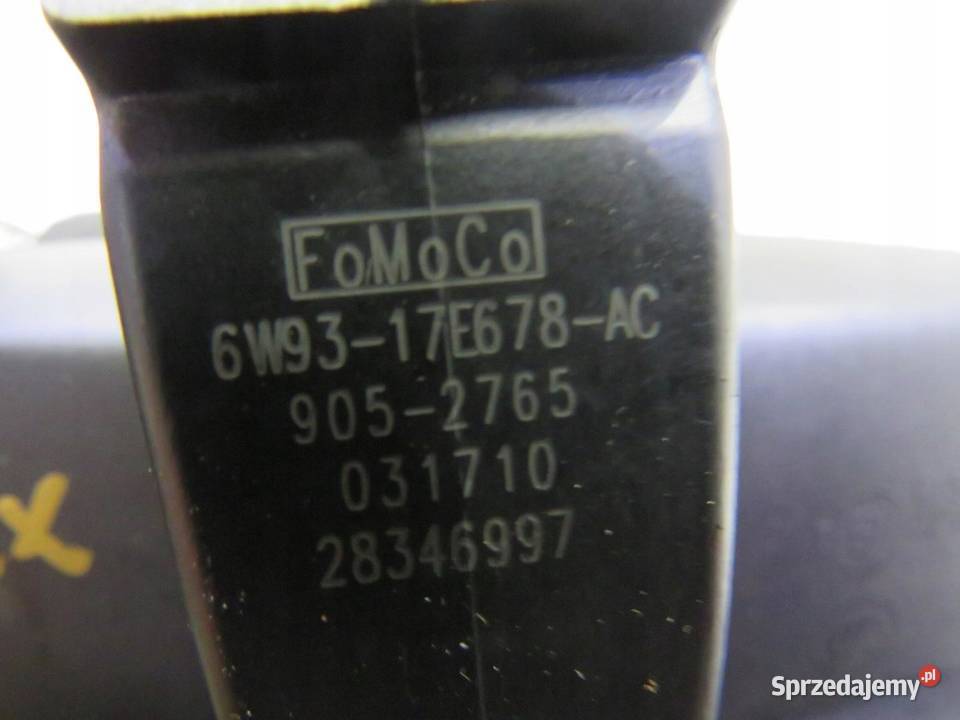 FoMoCo
6W93-17E678-AC
905-2765
031710
28346997
X
Sprzedajemy.pl